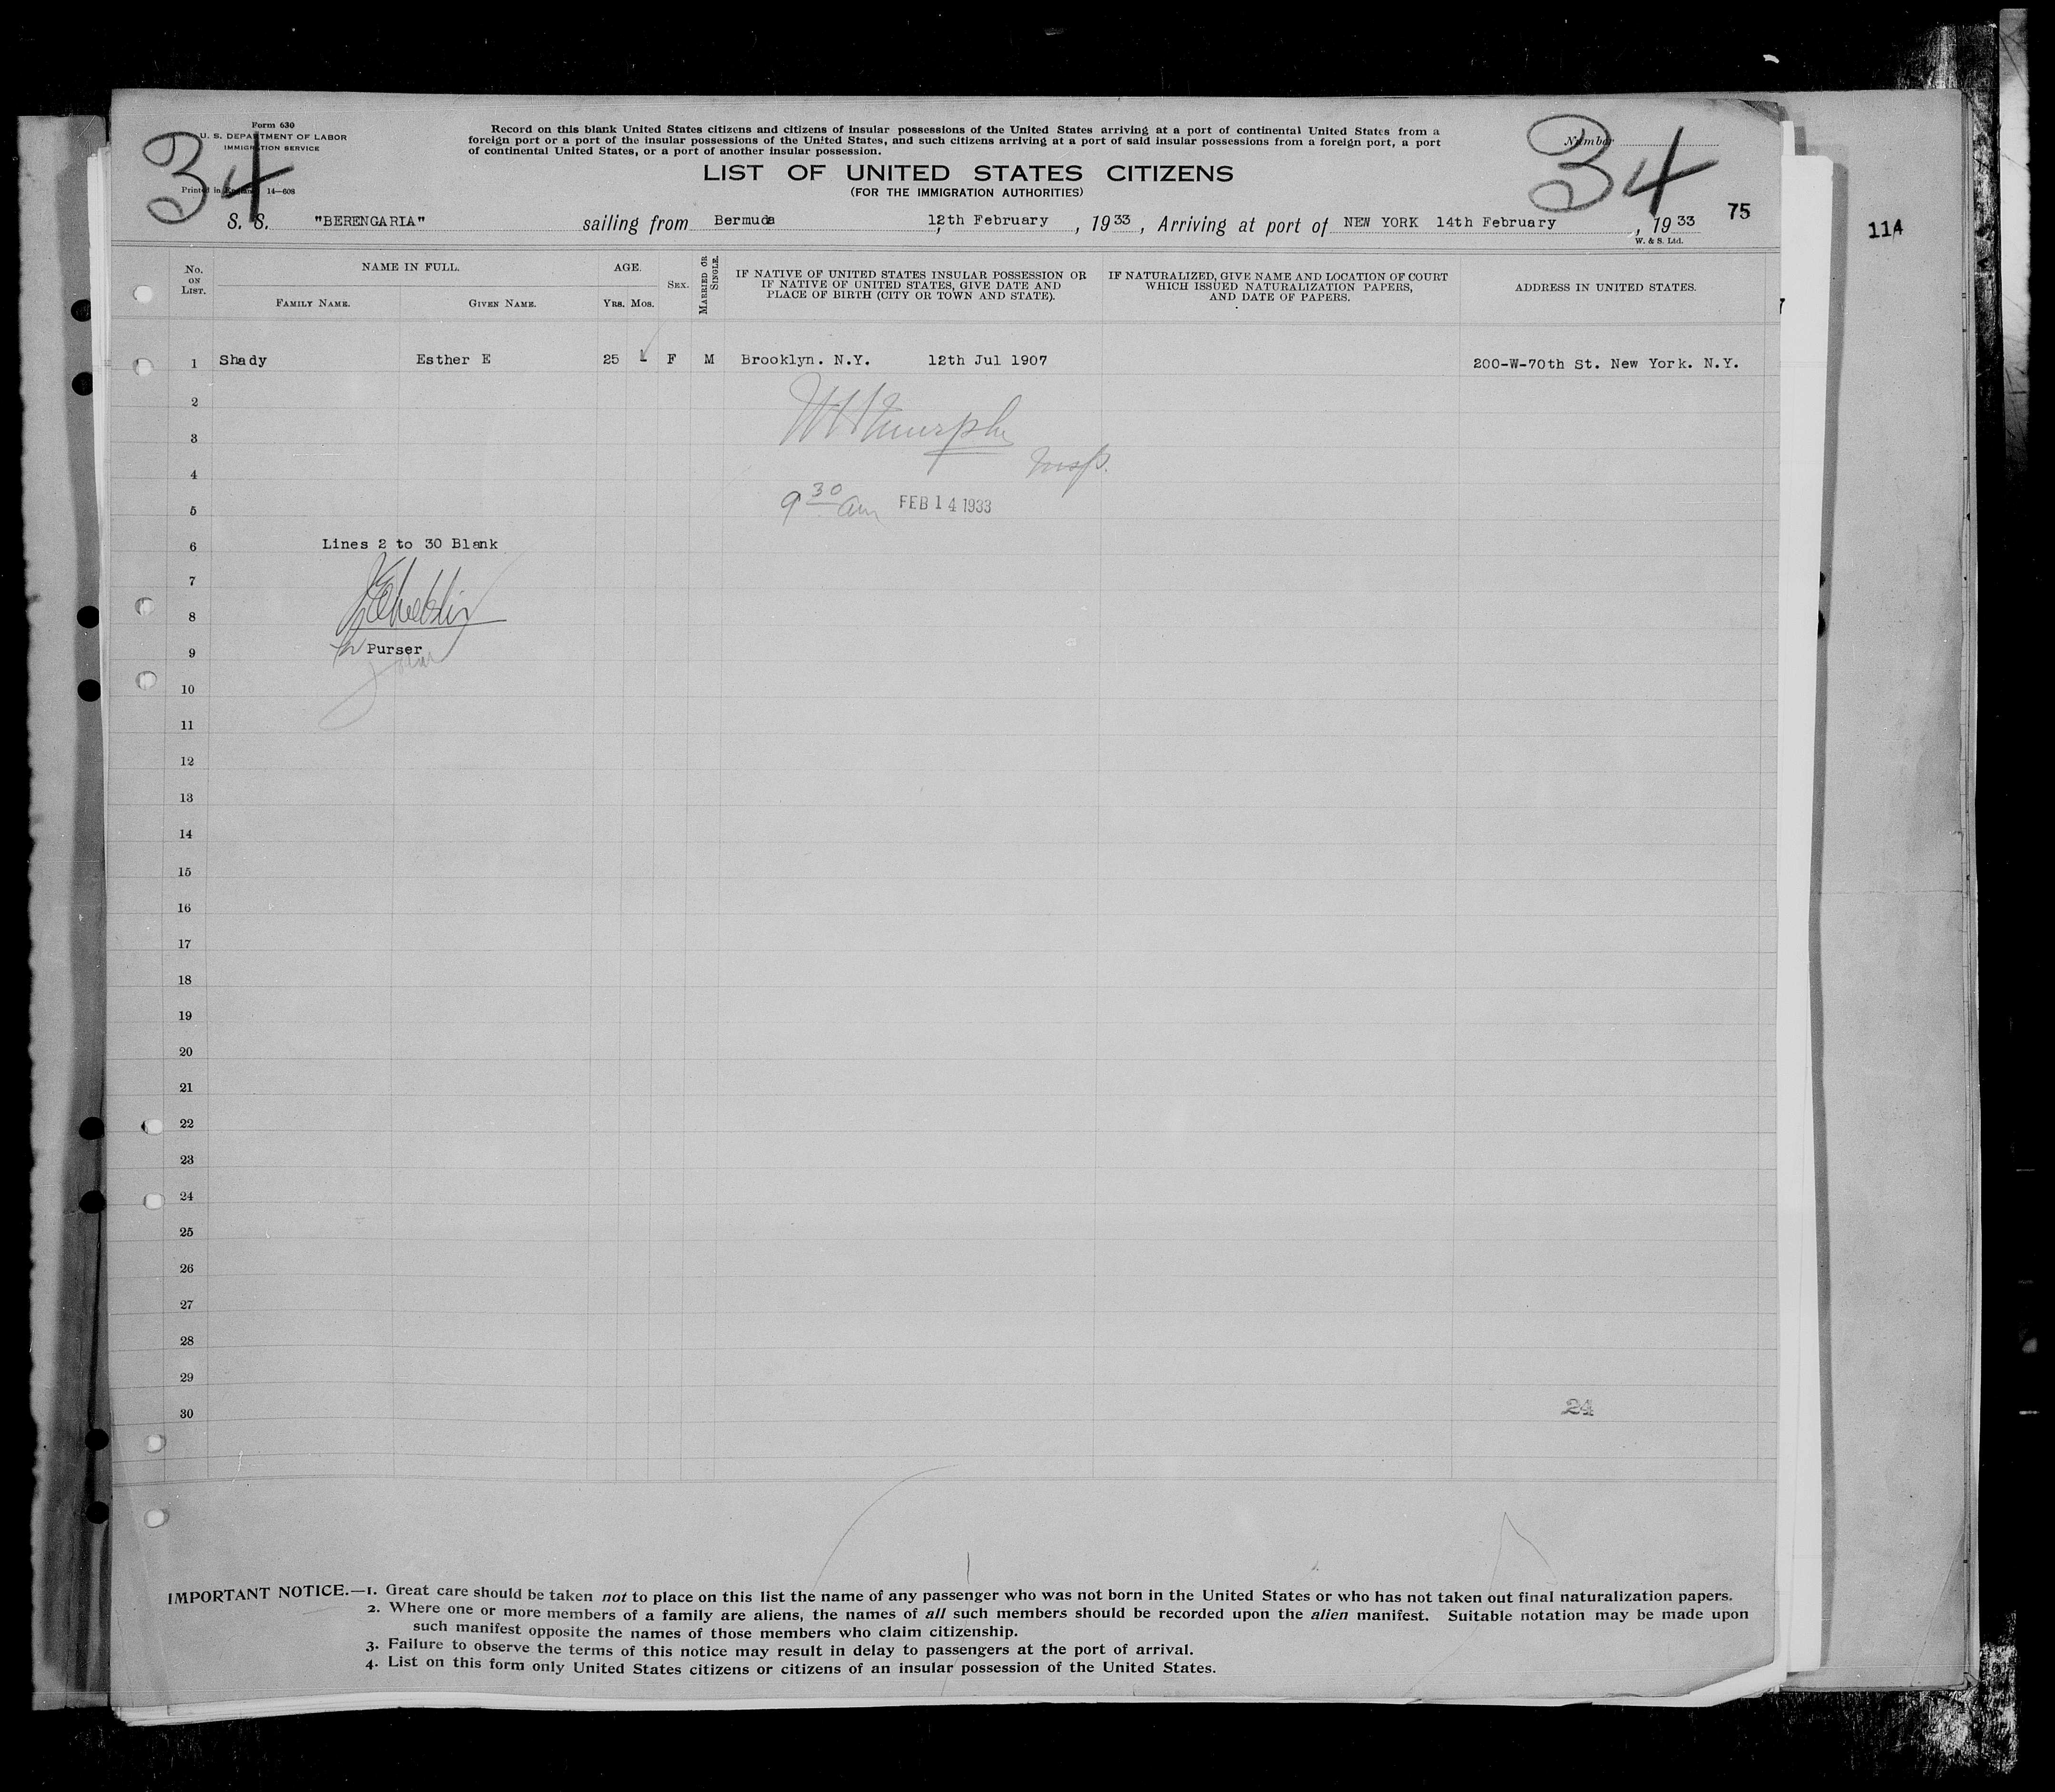 Form 630
U. S. DEPARTMENT OF LABOR
IMMIGRATION SERVICE
Printed in England 14—608
34
Record on this blank United States citizens and citizens of insular possessions of the United States arriving at a port of continental United States from a
foreign port or a port of the insular possessions of the United States, and such citizens arriving at a port of said insular possessions from a foreign port, a port
of continental United States, or a port of another insular possession.
Number
34
LIST OF UNITED STATES CITIZENS
(FOR THE IMMIGRATION AUTHORITIES)
75
114
S. S. "BERENGARIA" sailing from Bermuda 12th February, 1933, Arriving at port of NEW YORK 14th February, 1933
W. & S. Ltd.
No. ON LIST.
NAME IN FULL.
FAMILY NAME. GIVEN NAME.
AGE.
YRS. MOS.
SEX.
MARRIED OR SINGLE.
IF NATIVE OF UNITED STATES INSULAR POSSESSION OR
IF NATIVE OF UNITED STATES, GIVE DATE AND
PLACE OF BIRTH (CITY OR TOWN AND STATE).
IF NATURALIZED, GIVE NAME AND LOCATION OF COURT
WHICH ISSUED NATURALIZATION PAPERS,
AND DATE OF PAPERS.
ADDRESS IN UNITED STATES.
1 Shady Esther E 25 F M Brooklyn. N.Y. 12th Jul 1907 200-W-70th St. New York. N.Y.
2
3
4 Insp.
5 9 30 am FEB 14 1933
6 Lines 2 to 30 Blank
7
8
9 Purser
10
11
12
13
14
15
16
17
18
19
20
21
22
23
24
25
26
27
28
29
30 24
IMPORTANT NOTICE.—1. Great care should be taken not to place on this list the name of any passenger who was not born in the United States or who has not taken out final naturalization papers.
2. Where one or more members of a family are aliens, the names of all such members should be recorded upon the alien manifest. Suitable notation may be made upon
such manifest opposite the names of those members who claim citizenship.
3. Failure to observe the terms of this notice may result in delay to passengers at the port of arrival.
4. List on this form only United States citizens or citizens of an insular possession of the United States.